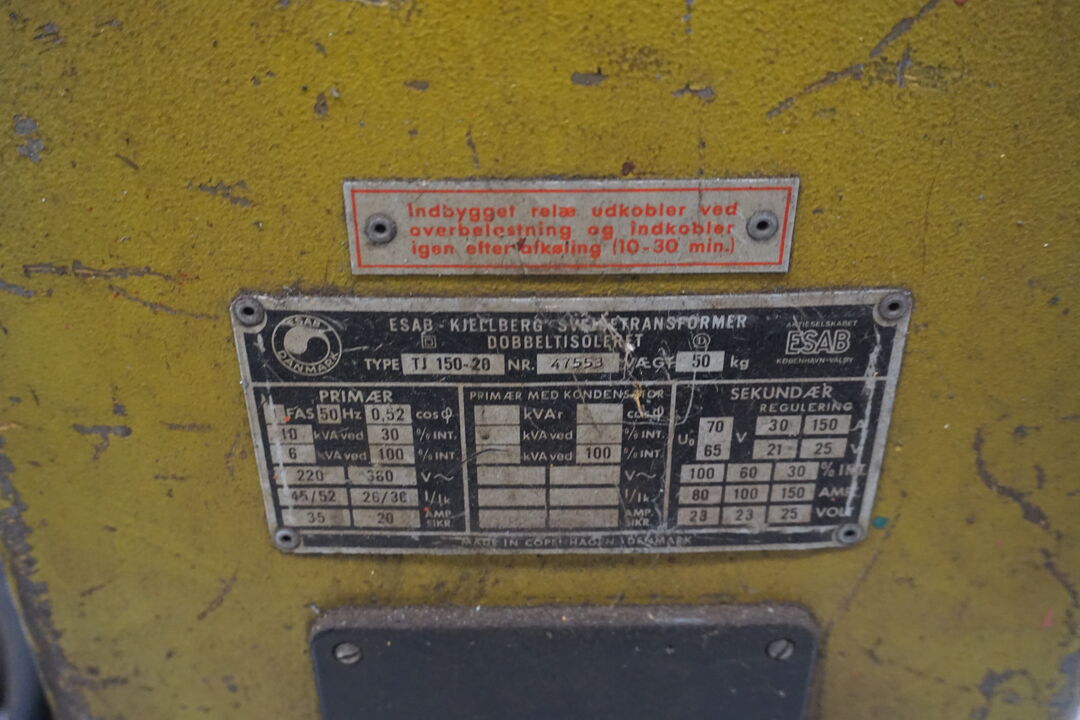 Indbygget relæ udkobler ved
overbelastning og indkobler
igen efter afkøling (10-30 min.)
ESAB
DANMARK
ESAB - KJELLBERG SVEJSETRANSFORMER
DOBBELTISOLERET
TYPE TJ 150-20 NR. 47553 VÆGT 50 kg
AKTIESELSKABET
ESAB
KØBENHAVN-VALBY
PRIMÆR
FAS 50 Hz 0,52 cos φ
10 kVA ved 30 % INT.
6 kVA ved 100 % INT.
220 380 V~
45/52 26/30 I/Ik
35 20 AMP. SIKR.
PRIMÆR MED KONDENSATOR
kVAr cos φ
kVA ved % INT.
kVA ved 100 % INT.
V~
I/Ik
AMP. SIKR.
SEKUNDÆR
REGULERING
U₀ 70 65 V 30 150 A
21 25 V
100 60 30 % INT.
80 100 150 AMP.
23 23 25 VOLT
MADE IN COPENHAGEN DENMARK